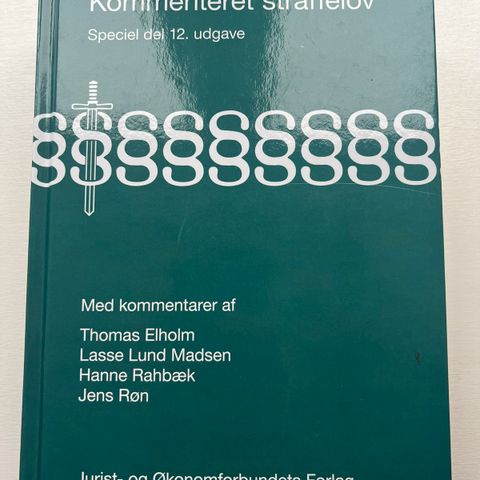 Kommenteret straffelov
Speciel del 12. udgave
§§§§§§§§§
§§§§§§§§§
Med kommentarer af
Thomas Elholm
Lasse Lund Madsen
Hanne Rahbæk
Jens Røn
Jurist- og Økonomforbundets Forlag